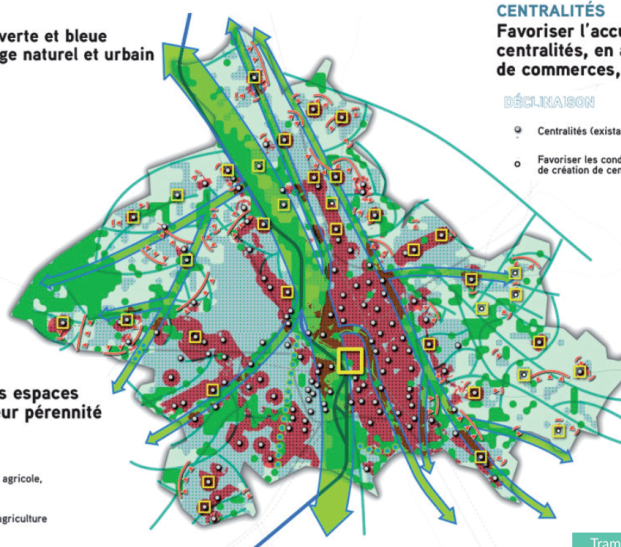 verte et bleue
ge naturel et urbain
CENTRALITÉS
Favoriser l'accu
centralités, en a
de commerces,
DÉCLINAISON
Centralités (exista
Favoriser les cond
de création de cen
s espaces
eur pérennité
agricole,
agriculture
Tram